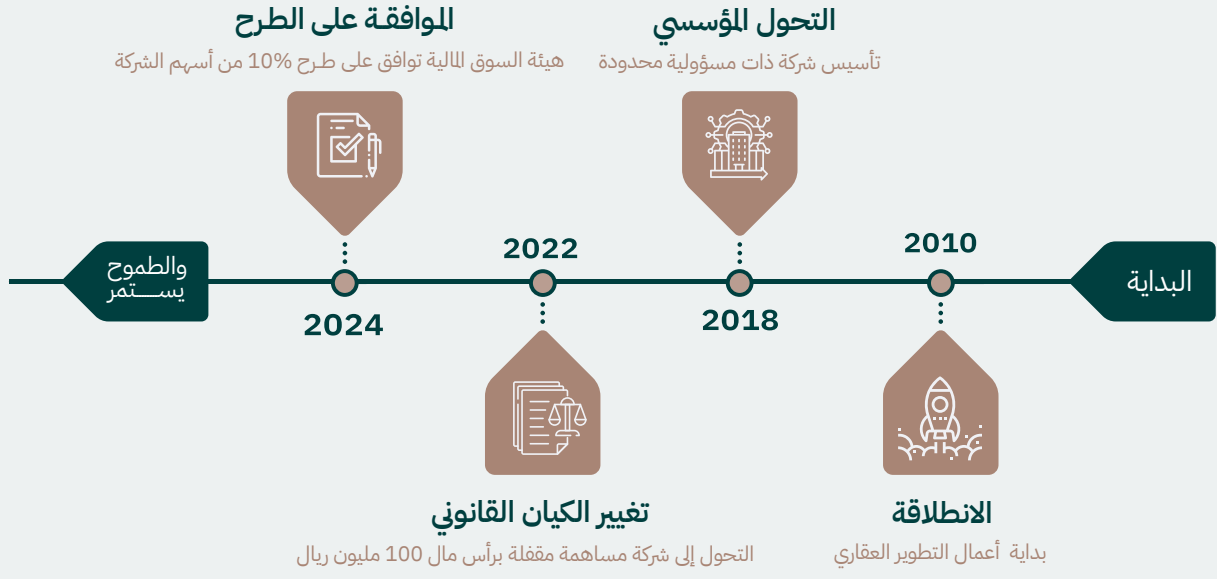 البداية
2010
الانطلاقة
بداية أعمال التطوير العقاري
التحول المؤسسي
تأسيس شركة ذات مسؤولية محدودة
2018
2022
تغيير الكيان القانوني
التحول إلى شركة مساهمة مقفلة برأس مال 100 مليون ريال
الموافقة على الطرح
هيئة السوق المالية توافق على طرح 10% من أسهم الشركة
2024
والطموح
يستمر